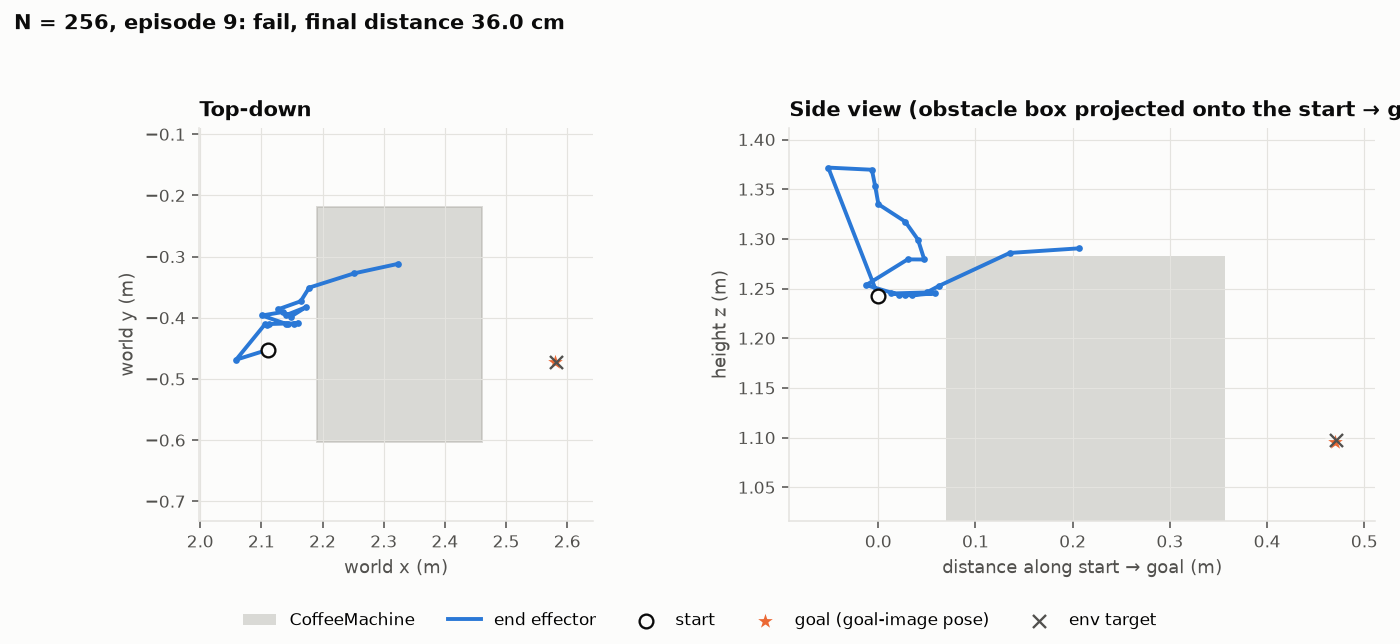 N = 256, episode 9: fail, final distance 36.0 cm
Top-down
−0.1
−0.2
−0.3
−0.4
−0.5
−0.6
−0.7
world y (m)
2.0 2.1 2.2 2.3 2.4 2.5 2.6
world x (m)
Side view (obstacle box projected onto the start → g
1.40
1.35
1.30
1.25
1.20
1.15
1.10
1.05
height z (m)
0.0 0.1 0.2 0.3 0.4 0.5
distance along start → goal (m)
CoffeeMachine end effector start goal (goal-image pose) env target